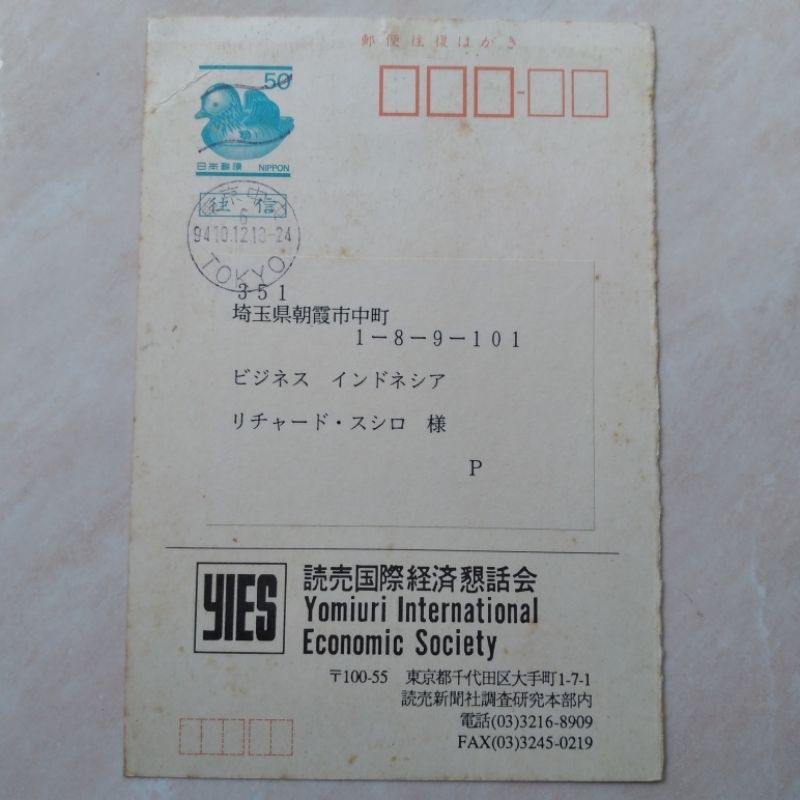 郵便往復はがき
50
日本郵便 NIPPON
往信
6
94.10.12.18-24
TOKYO
351
埼玉県朝霞市中町
1-8-9-101
ビジネス インドネシア
リチャード・スシロ 様
P
YIES
読売国際経済懇話会
Yomiuri International
Economic Society
〒100-55 東京都千代田区大手町1-7-1
読売新聞社調査研究本部内
電話(03)3216-8909
FAX(03)3245-0219